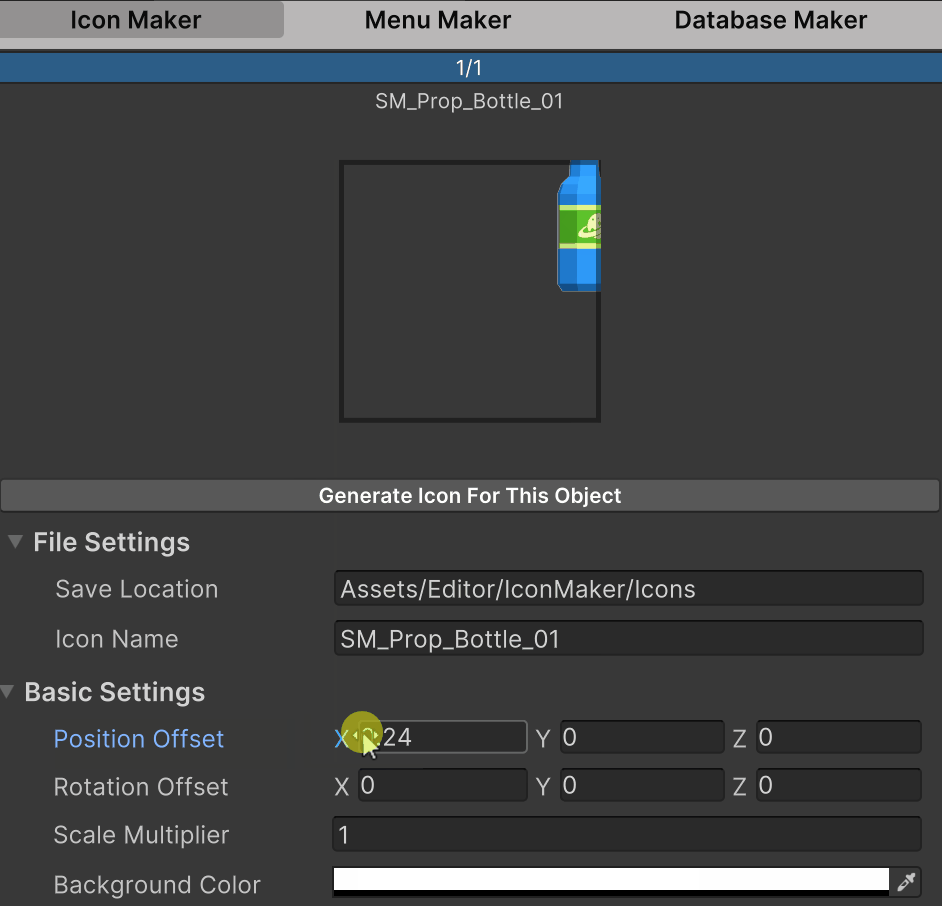 Icon Maker Menu Maker Database Maker
1/1
SM_Prop_Bottle_01
Generate Icon For This Object
File Settings
Save Location Assets/Editor/IconMaker/Icons
Icon Name SM_Prop_Bottle_01
Basic Settings
Position Offset X 0.24 Y 0 Z 0
Rotation Offset X 0 Y 0 Z 0
Scale Multiplier 1
Background Color